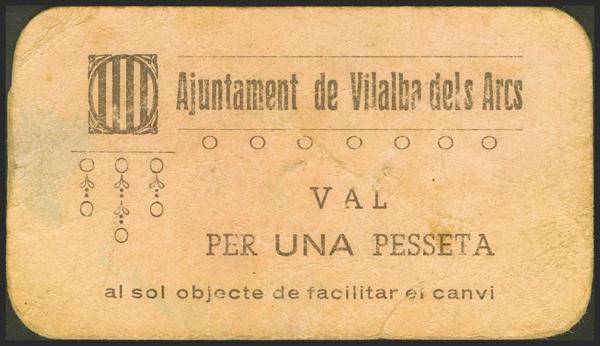 Ajuntament de Vilalba dels Arcs
VAL
PER UNA PESSETA
al sol objecte de facilitar el canvi